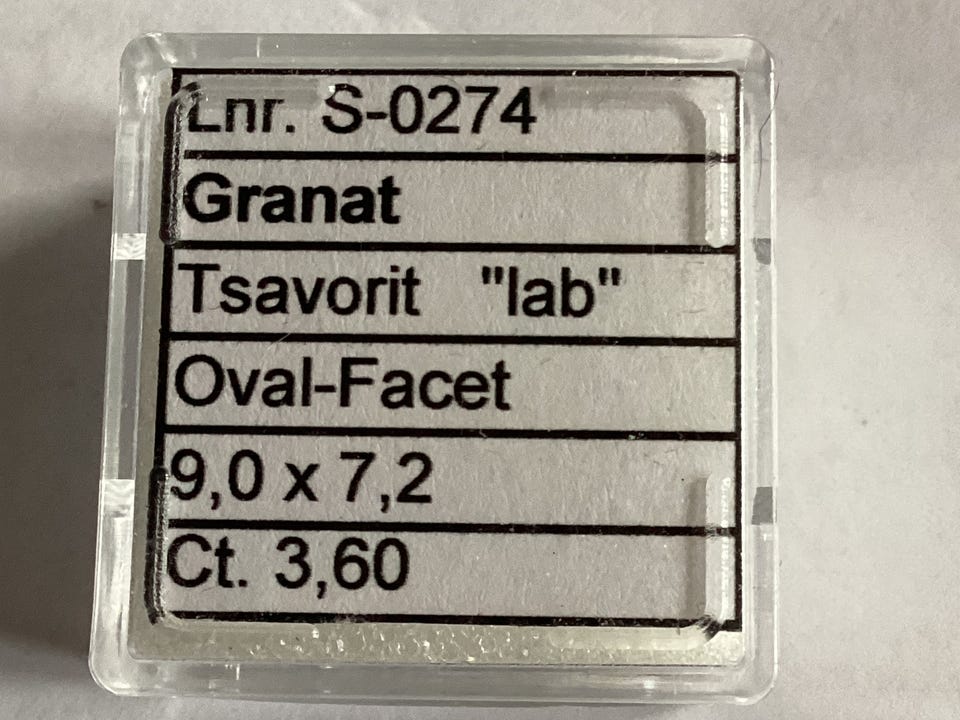 Lnr. S-0274
Granat
Tsavorit "lab"
Oval-Facet
9,0 x 7,2
Ct. 3,60